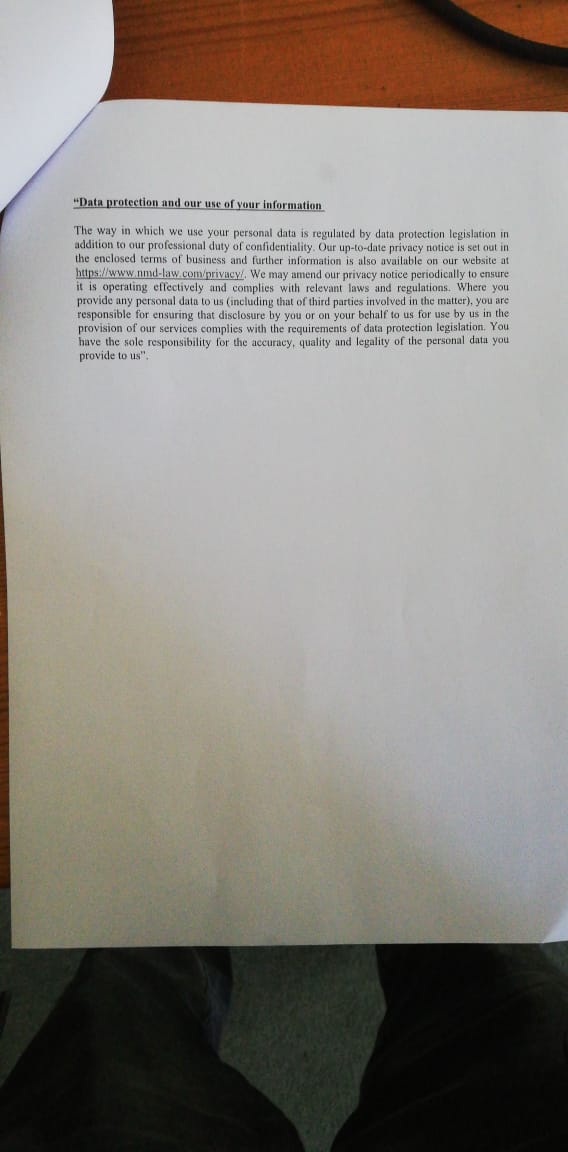 "Data protection and our use of your information
The way in which we use your personal data is regulated by data protection legislation in
addition to our professional duty of confidentiality. Our up-to-date privacy notice is set out in
the enclosed terms of business and further information is also available on our website at
https://www.nmd-law.com/privacy/. We may amend our privacy notice periodically to ensure
it is operating effectively and complies with relevant laws and regulations. Where you
provide any personal data to us (including that of third parties involved in the matter), you are
responsible for ensuring that disclosure by you or on your behalf to us for use by us in the
provision of our services complies with the requirements of data protection legislation. You
have the sole responsibility for the accuracy, quality and legality of the personal data you
provide to us".